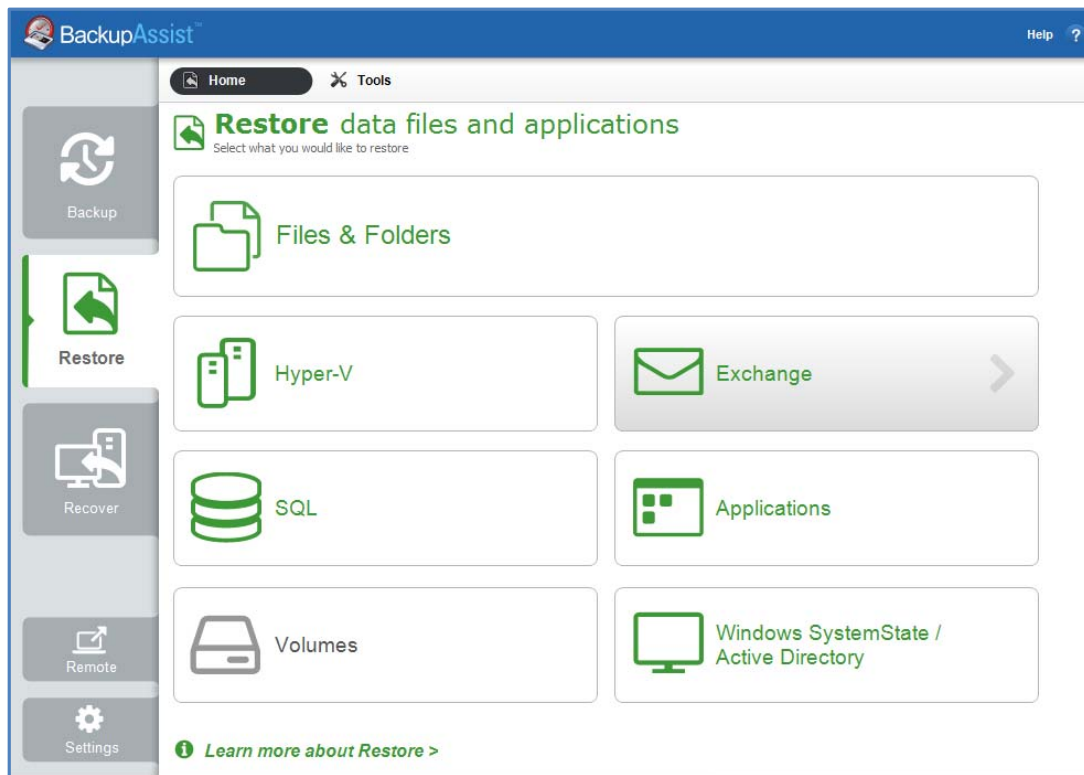 BackupAssist™
Help ?
Home
Tools
Restore data files and applications
Select what you would like to restore
Backup
Restore
Recover
Remote
Settings
Files & Folders
Hyper-V
Exchange
SQL
Applications
Volumes
Windows SystemState /
Active Directory
Learn more about Restore >